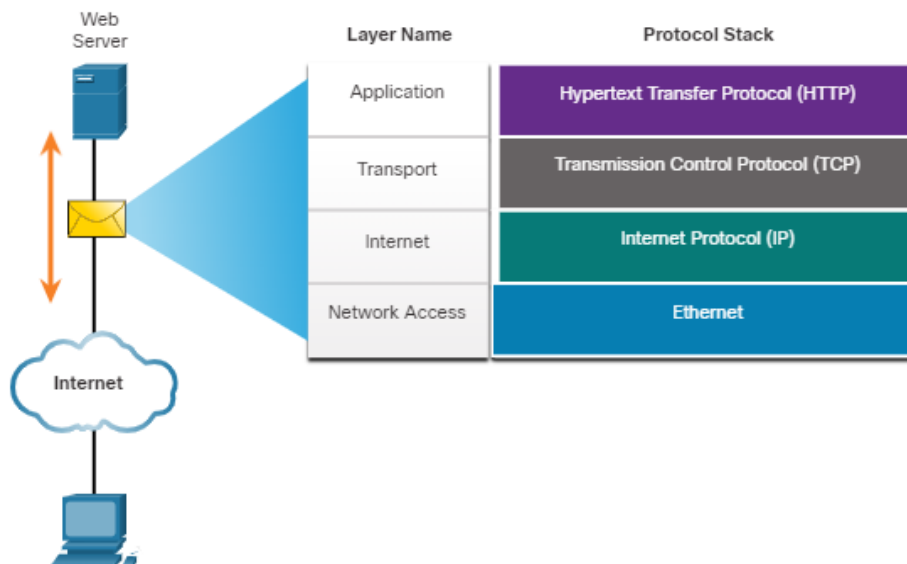 Web
Server
Layer Name
Protocol Stack
Application
Hypertext Transfer Protocol (HTTP)
Transport
Transmission Control Protocol (TCP)
Internet
Internet Protocol (IP)
Network Access
Ethernet
Internet